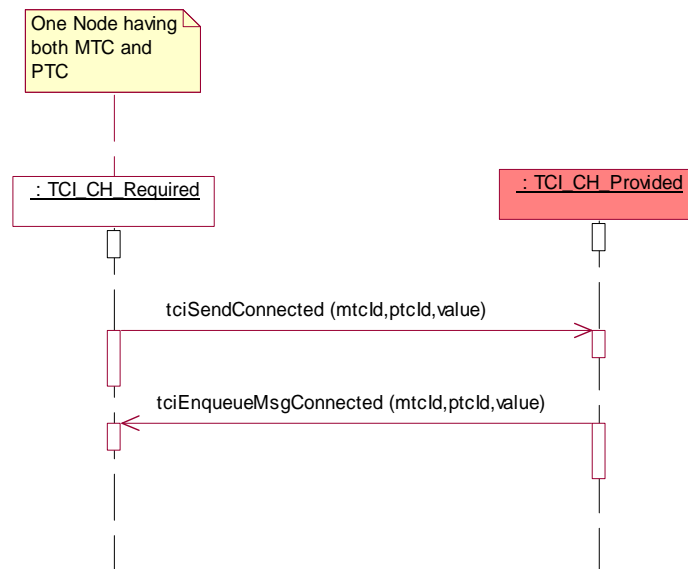 One Node having
both MTC and
PTC
: TCI_CH_Required
: TCI_CH_Provided
tciSendConnected (mtcId,ptcId,value)
tciEnqueueMsgConnected (mtcId,ptcId,value)